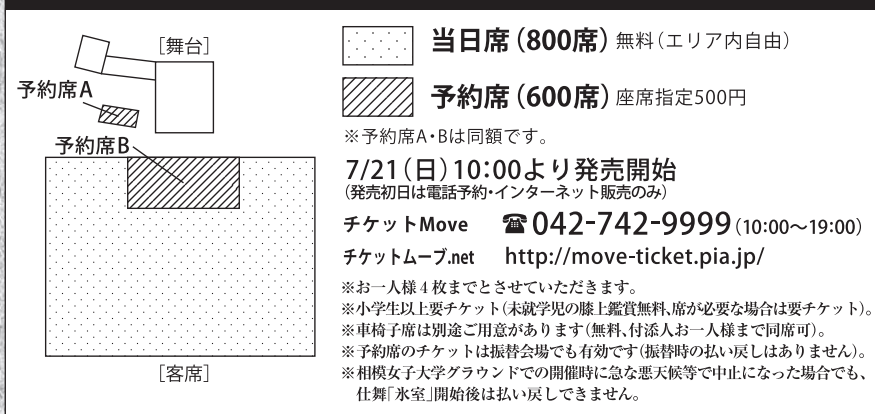 [舞台]
予約席A
予約席B
[客席]
当日席(800席)無料(エリア内自由)
予約席(600席)座席指定500円
※予約席A・Bは同額です。
7/21(日)10:00より発売開始
(発売初日は電話予約・インターネット販売のみ)
チケットMove ☎042-742-9999(10:00〜19:00)
チケットムーブ.net http://move-ticket.pia.jp/
※お一人様4枚までとさせていただきます。
※小学生以上要チケット(未就学児の膝上鑑賞無料、席が必要な場合は要チケット)。
※車椅子席は別途ご用意があります(無料、付添人お一人様まで同席可)。
※予約席のチケットは振替会場でも有効です(振替時の払い戻しはありません)。
※相模女子大学グラウンドでの開催時に急な悪天候等で中止になった場合でも、
仕舞「氷室」開始後は払い戻しできません。